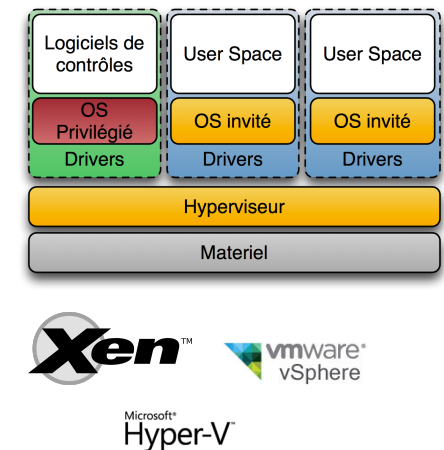 Logiciels de
contrôles
User Space
User Space
OS
Privilégié
OS invité
OS invité
Drivers
Drivers
Drivers
Hyperviseur
Materiel
Xen™
vmware®
vSphere
Microsoft®
Hyper-V™